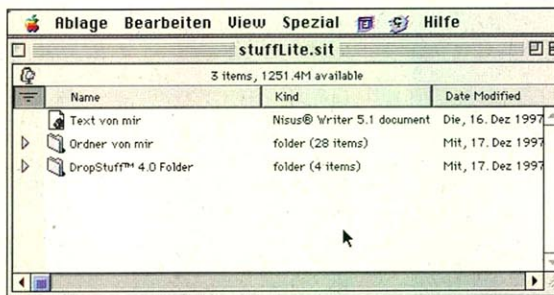 Ablage Bearbeiten View Spezial Hilfe
stuffLite.sit
3 items, 1251.4M available
Name Kind Date Modified
Text von mir Nisus® Writer 5.1 document Die, 16. Dez 1997
Ordner von mir folder (28 items) Mit, 17. Dez 1997
DropStuff™ 4.0 Folder folder (4 items) Mit, 17. Dez 1997